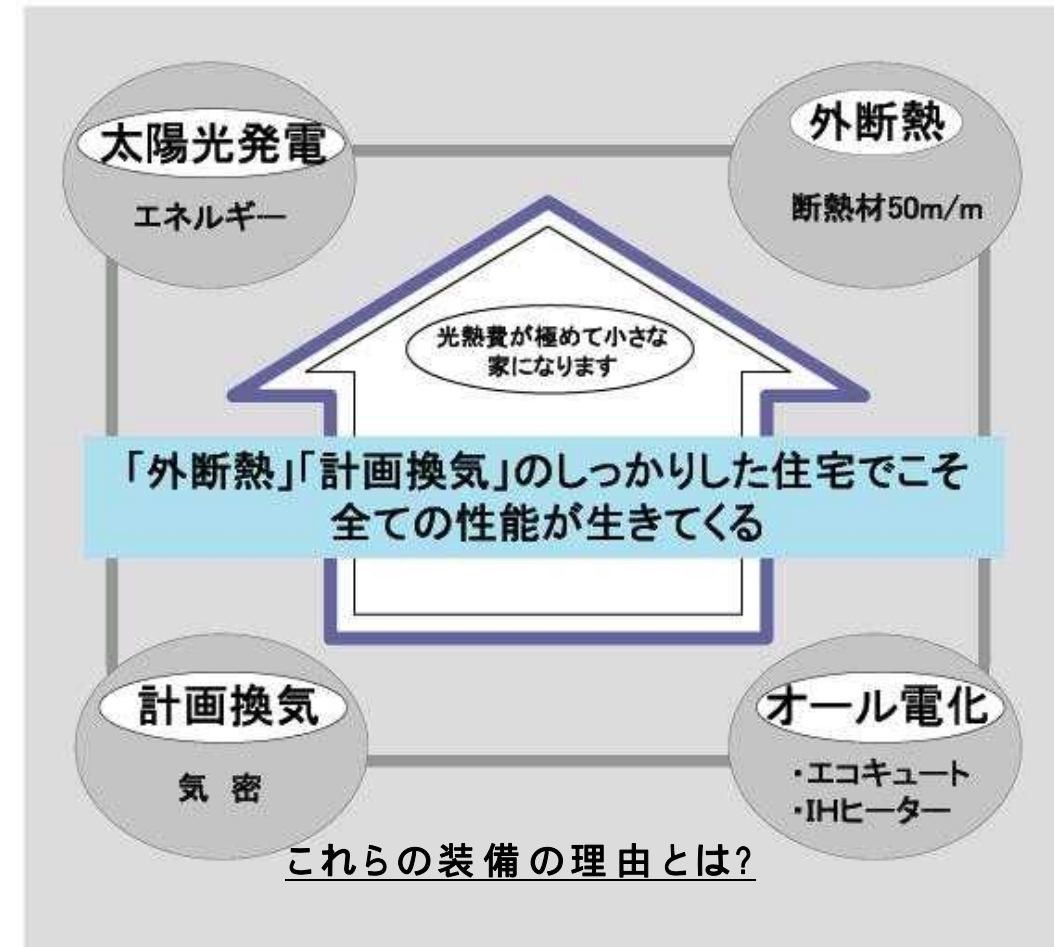 太陽光発電
エネルギー
外断熱
断熱材50m/m
光熱費が極めて小さな
家になります
「外断熱」「計画換気」のしっかりした住宅でこそ
全ての性能が生きてくる
計画換気
気 密
オール電化
・エコキュート
・IHヒーター
これらの装備の理由とは?